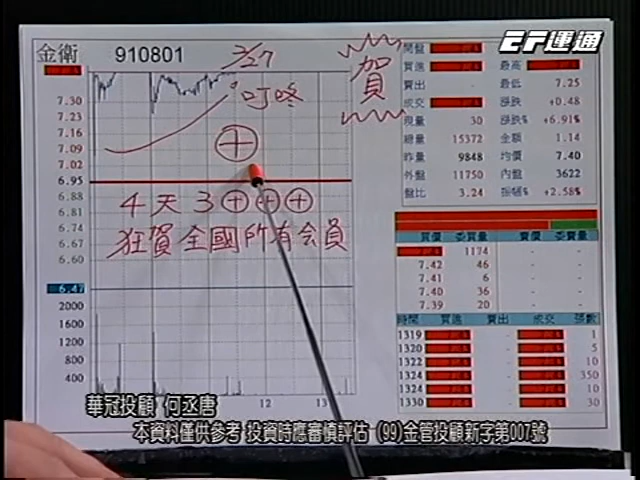 金衛 910801
EF運通
3/27
叮咚
賀
十
4天3十十十
狂賀全國所有会員
7.30
7.23
7.16
7.09
7.02
6.95
6.88
6.81
6.74
6.67
6.60
6.47
2000
1600
1200
800
400
12 13
開盤 最高
買進 最低 7.25
賣出 - 漲跌 +0.48
成交 漲跌% +6.91%
現量 30 金額 1.14
總量 15372 均價 7.40
昨量 9848 內盤 3622
外盤 11750 振幅% +2.58%
盤比 3.24
買價 委買量 賣價 委賣量
1174 - -
7.42 46 - -
7.41 6 - -
7.40 36 - -
7.39 20 - -
時間 買進 賣出 成交 張數
1319 - 1
1320 - 5
1322 - 10
1324 - 350
1324 - 10
1330 - 30
華冠投顧 何丞唐
本資料僅供參考 投資時應審慎評估 (99)金管投顧新字第007號